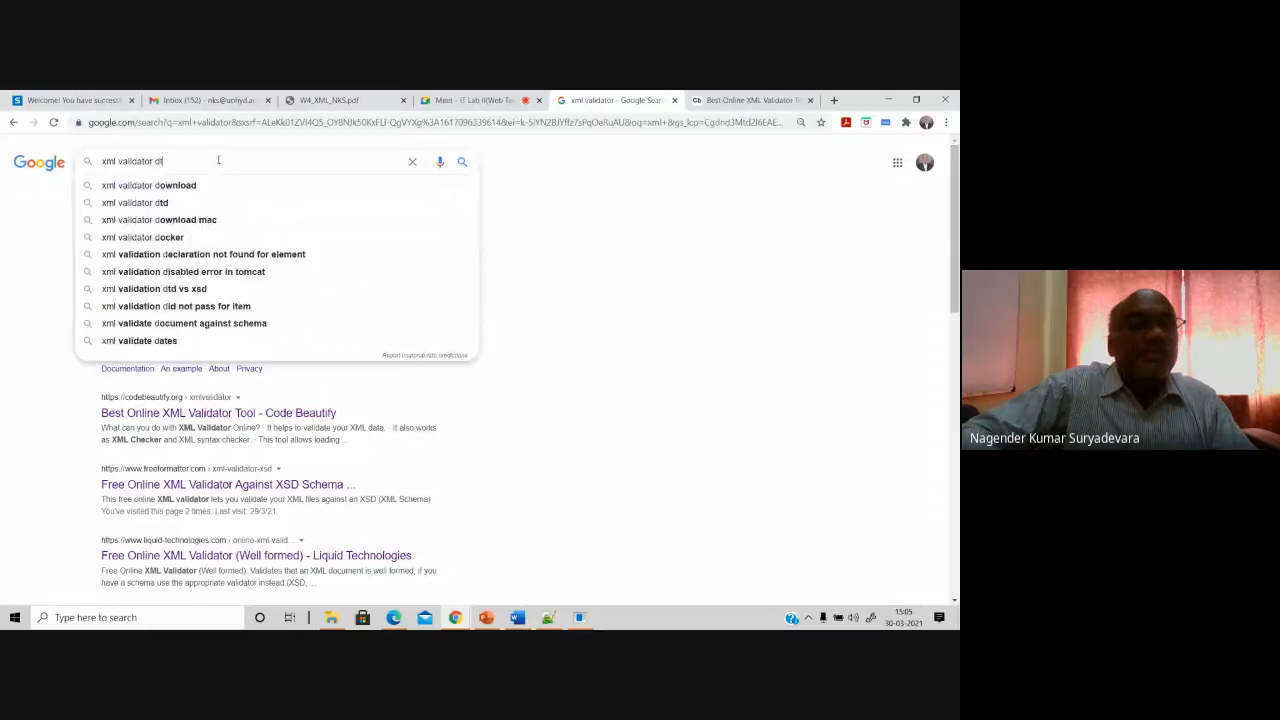 Welcome! You have successf
Inbox (152) - nks@uohyd.ac
W4_XML_NKS.pdf
Meet - IT Lab II(Web Te
xml validator - Google Sear
Best Online XML Validator T
xml validator dt
Google
xml validator download
xml validator dtd
xml validator download mac
xml validator docker
xml validation declaration not found for element
xml validation disabled error in tomcat
xml validation dtd vs xsd
xml validation did not pass for item
xml validate document against schema
xml validate dates
Report inappropriate predictions
Documentation · An example · About · Privacy
https://codebeautify.org › xmlvalidator
Best Online XML Validator Tool - Code Beautify
What can you do with XML Validator Online? · It helps to validate your XML data. · It also works
as XML Checker and XML syntax checker. · This tool allows loading ...
https://www.freeformatter.com › xml-validator-xsd
Free Online XML Validator Against XSD Schema ...
This free online XML validator lets you validate your XML files against an XSD (XML Schema)
You've visited this page 2 times. Last visit: 29/3/21
https://www.liquid-technologies.com › online-xml-valid...
Free Online XML Validator (Well formed) - Liquid Technologies
Free Online XML Validator (Well formed). Validates that an XML document is well formed, if you
have a schema use the appropriate validator instead (XSD, ...
Nagender Kumar Suryadevara
Type here to search
15:05
30-03-2021